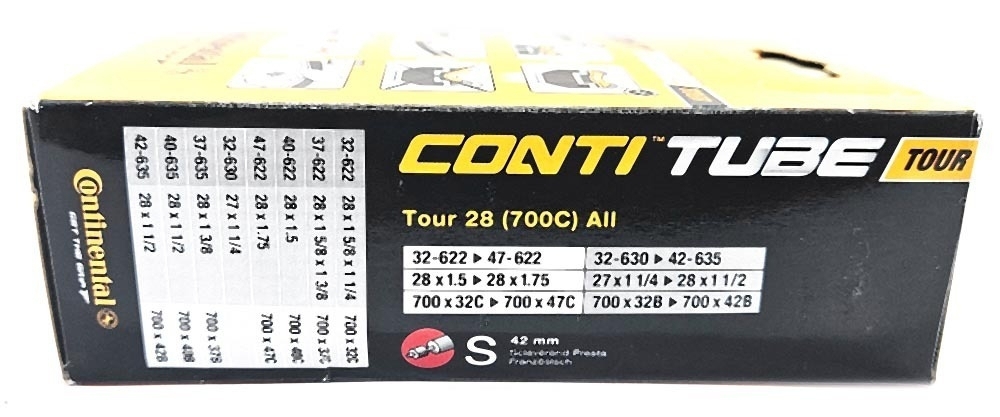 CONTI™ TUBE TOUR
Tour 28 (700C) All
32-622 ▸ 47-622 32-630 ▸ 42-635
28 x 1.5 ▸ 28 x 1.75 27 x 1 1/4 ▸ 28 x 1 1/2
700 x 32C ▸ 700 x 47C 700 x 32B ▸ 700 x 42B
S 42 mm
Sclaverand Presta
Französisch
32-622 28 x 1 5/8 x 1 1/4 700 x 32C
37-622 28 x 1 5/8 x 1 3/8 700 x 37C
40-622 28 x 1.5 700 x 40C
47-622 28 x 1.75 700 x 47C
32-630 27 x 1 1/4
37-635 28 x 1 3/8 700 x 37B
40-635 28 x 1 1/2 700 x 40B
42-635 28 x 1 1/2 700 x 42B
Continental
GET THE GRIP